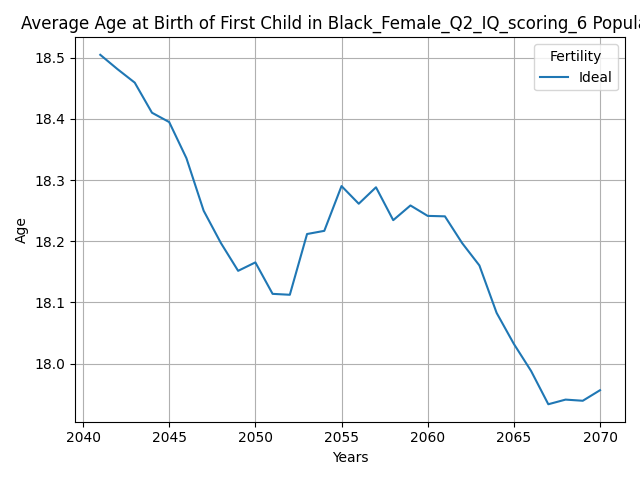 Average Age at Birth of First Child in Black_Female_Q2_IQ_scoring_6 Popula
Fertility
Ideal
18.5
18.4
18.3
18.2
18.1
18.0
Age
2040 2045 2050 2055 2060 2065 2070
Years